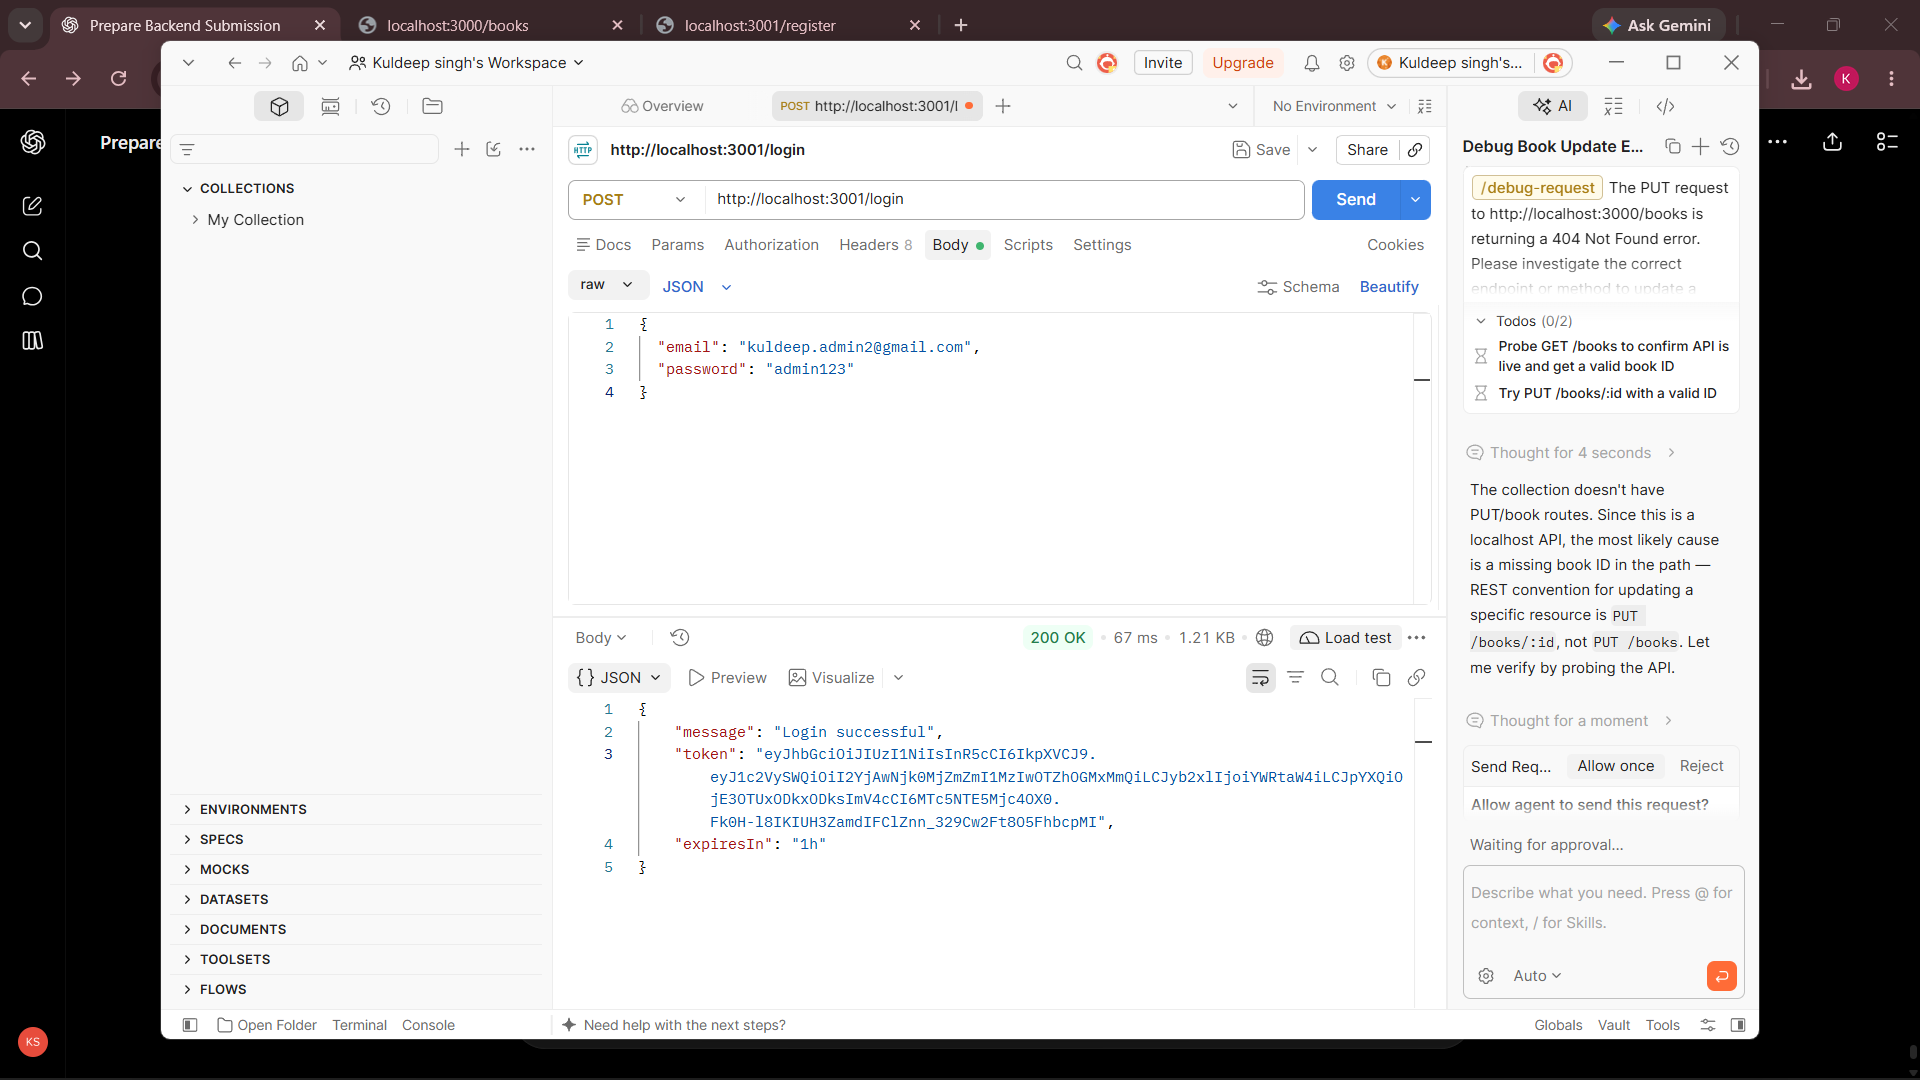 Prepare Backend Submission
localhost:3000/books
localhost:3001/register
Ask Gemini
K
Prepare
KS
Kuldeep singh's Workspace
Invite
Upgrade
Kuldeep singh's...
COLLECTIONS
My Collection
ENVIRONMENTS
SPECS
MOCKS
DATASETS
DOCUMENTS
TOOLSETS
FLOWS
Overview
POST http://localhost:3001/l
No Environment
HTTP http://localhost:3001/login
Save
Share
POST
http://localhost:3001/login
Send
Docs
Params
Authorization
Headers 8
Body
Scripts
Settings
Cookies
raw
JSON
Schema
Beautify
1 {
2 "email": "kuldeep.admin2@gmail.com",
3 "password": "admin123"
4 }
Body
200 OK • 67 ms • 1.21 KB
Load test
{} JSON
Preview
Visualize
1 {
2 "message": "Login successful",
3 "token": "eyJhbGciOiJIUzI1NiIsInR5cCI6IkpXVCJ9.
eyJ1c2VySWQiOiI2YjAwNjk0MjZmZmI1MzIwOTZhOGMxMmQiLCJyb2xlIjoiYWRtaW4iLCJpYXQiO
jE3OTUxODkxODksImV4cCI6MTc5NTE5Mjc4OX0.
Fk0H-l8IKIUH3ZamdIFClZnn_329Cw2Ft8O5FhbcpMI",
4 "expiresIn": "1h"
5 }
AI
Debug Book Update E...
/debug-request The PUT request
to http://localhost:3000/books is
returning a 404 Not Found error.
Please investigate the correct
endpoint or method to update a
Todos (0/2)
Probe GET /books to confirm API is
live and get a valid book ID
Try PUT /books/:id with a valid ID
Thought for 4 seconds
The collection doesn't have
PUT/book routes. Since this is a
localhost API, the most likely cause
is a missing book ID in the path —
REST convention for updating a
specific resource is PUT
/books/:id, not PUT /books. Let
me verify by probing the API.
Thought for a moment
Send Req...
Allow once
Reject
Allow agent to send this request?
Waiting for approval...
Describe what you need. Press @ for
context, / for Skills.
Auto
Open Folder
Terminal
Console
Need help with the next steps?
Globals
Vault
Tools